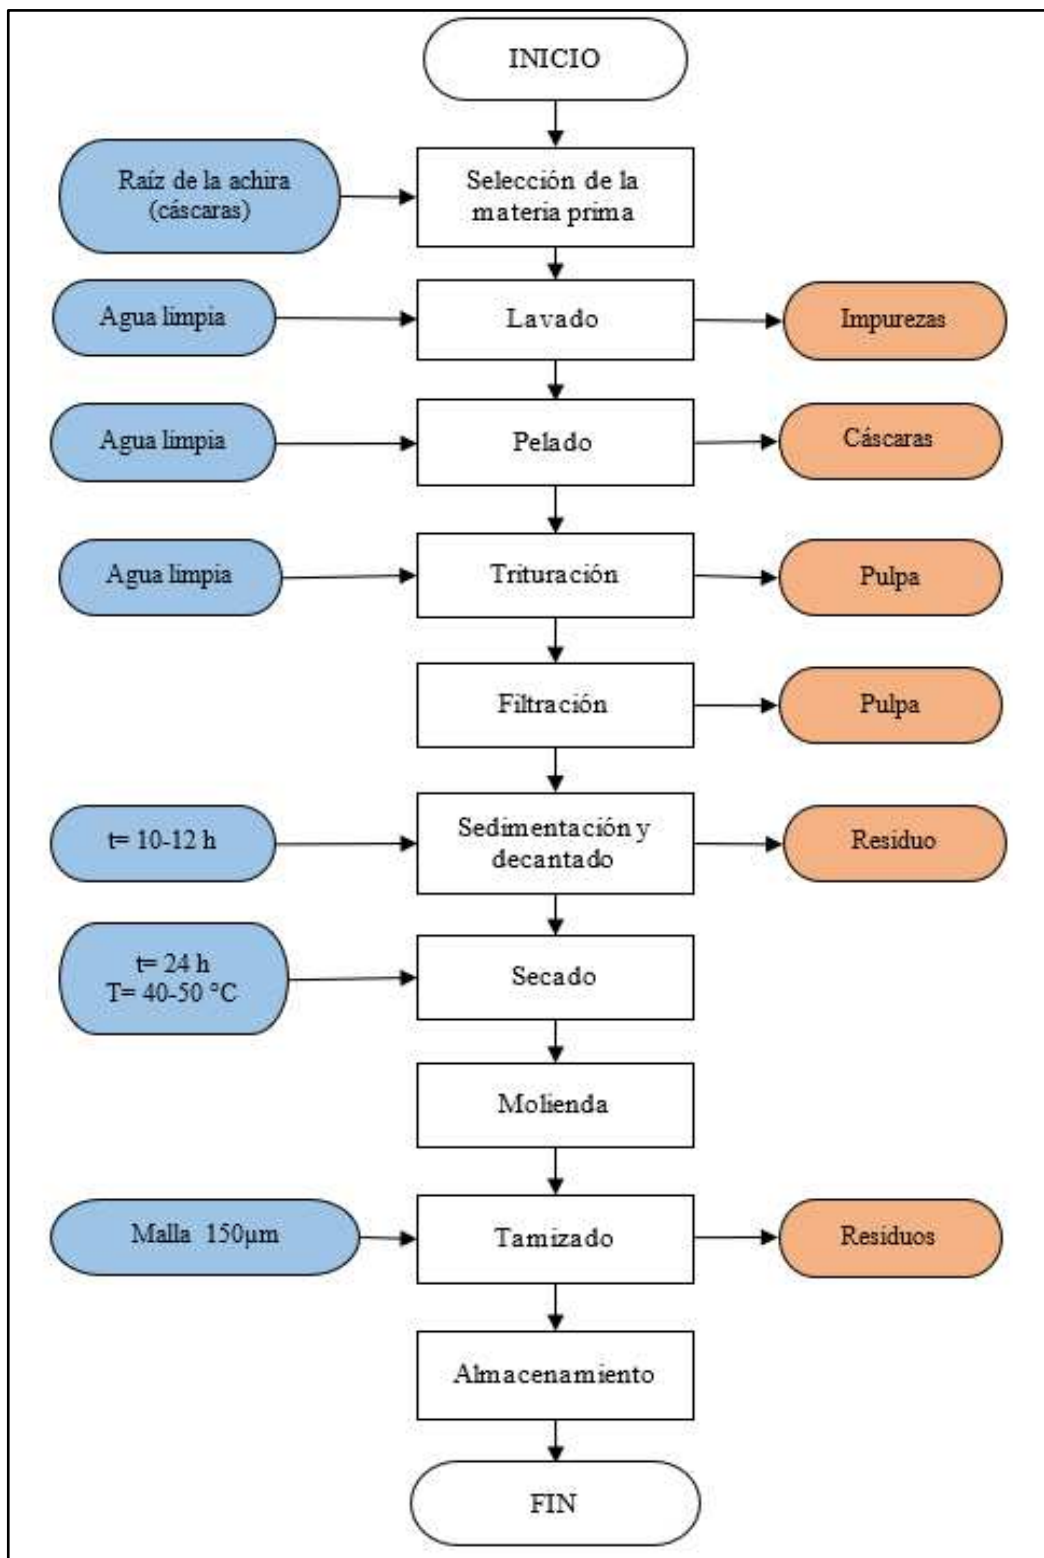 INICIO
Raíz de la achira
(cáscaras)
Selección de la
materia prima
Agua limpia
Lavado
Impurezas
Agua limpia
Pelado
Cáscaras
Agua limpia
Trituración
Pulpa
Filtración
Pulpa
t= 10-12 h
Sedimentación y
decantado
Residuo
t= 24 h
T= 40-50 °C
Secado
Molienda
Malla 150µm
Tamizado
Residuos
Almacenamiento
FIN